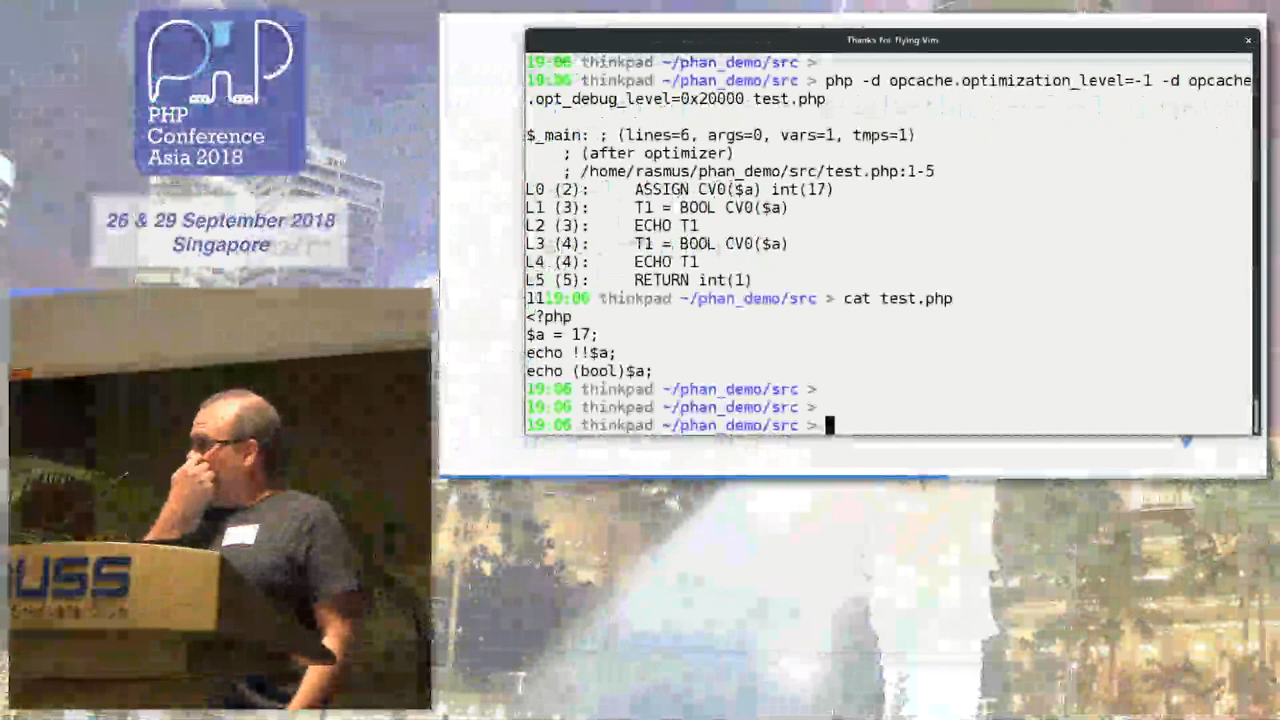 PHP
Conference
Asia 2018
26 & 29 September 2018
Singapore
USS
Thanks for flying Vim
19:06 thinkpad ~/phan_demo/src >
19:06 thinkpad ~/phan_demo/src > php -d opcache.optimization_level=-1 -d opcache
.opt_debug_level=0x20000 test.php
$_main: ; (lines=6, args=0, vars=1, tmps=1)
; (after optimizer)
; /home/rasmus/phan_demo/src/test.php:1-5
L0 (2): ASSIGN CV0($a) int(17)
L1 (3): T1 = BOOL CV0($a)
L2 (3): ECHO T1
L3 (4): T1 = BOOL CV0($a)
L4 (4): ECHO T1
L5 (5): RETURN int(1)
1119:06 thinkpad ~/phan_demo/src > cat test.php
<?php
$a = 17;
echo !!$a;
echo (bool)$a;
19:06 thinkpad ~/phan_demo/src >
19:06 thinkpad ~/phan_demo/src >
19:06 thinkpad ~/phan_demo/src >